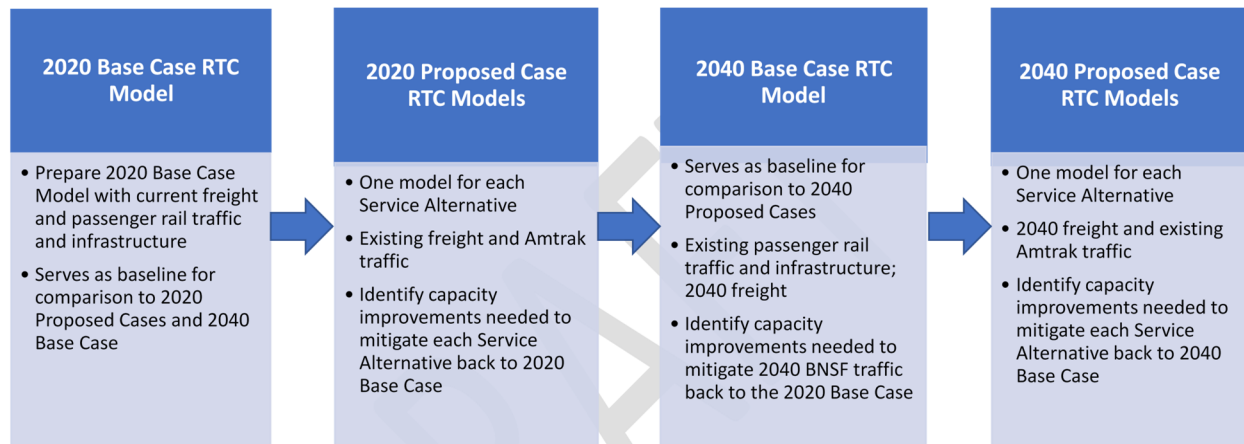 2020 Base Case RTC
Model
• Prepare 2020 Base Case
Model with current freight
and passenger rail traffic
and infrastructure
• Serves as baseline for
comparison to 2020
Proposed Cases and 2040
Base Case
2020 Proposed Case
RTC Models
• One model for each
Service Alternative
• Existing freight and Amtrak
traffic
• Identify capacity
improvements needed to
mitigate each Service
Alternative back to 2020
Base Case
2040 Base Case RTC
Model
• Serves as baseline for
comparison to 2040
Proposed Cases
• Existing passenger rail
traffic and infrastructure;
2040 freight
• Identify capacity
improvements needed to
mitigate 2040 BNSF traffic
back to the 2020 Base Case
2040 Proposed Case
RTC Models
• One model for each
Service Alternative
• 2040 freight and existing
Amtrak traffic
• Identify capacity
improvements needed to
mitigate each Service
Alternative back to 2040
Base Case